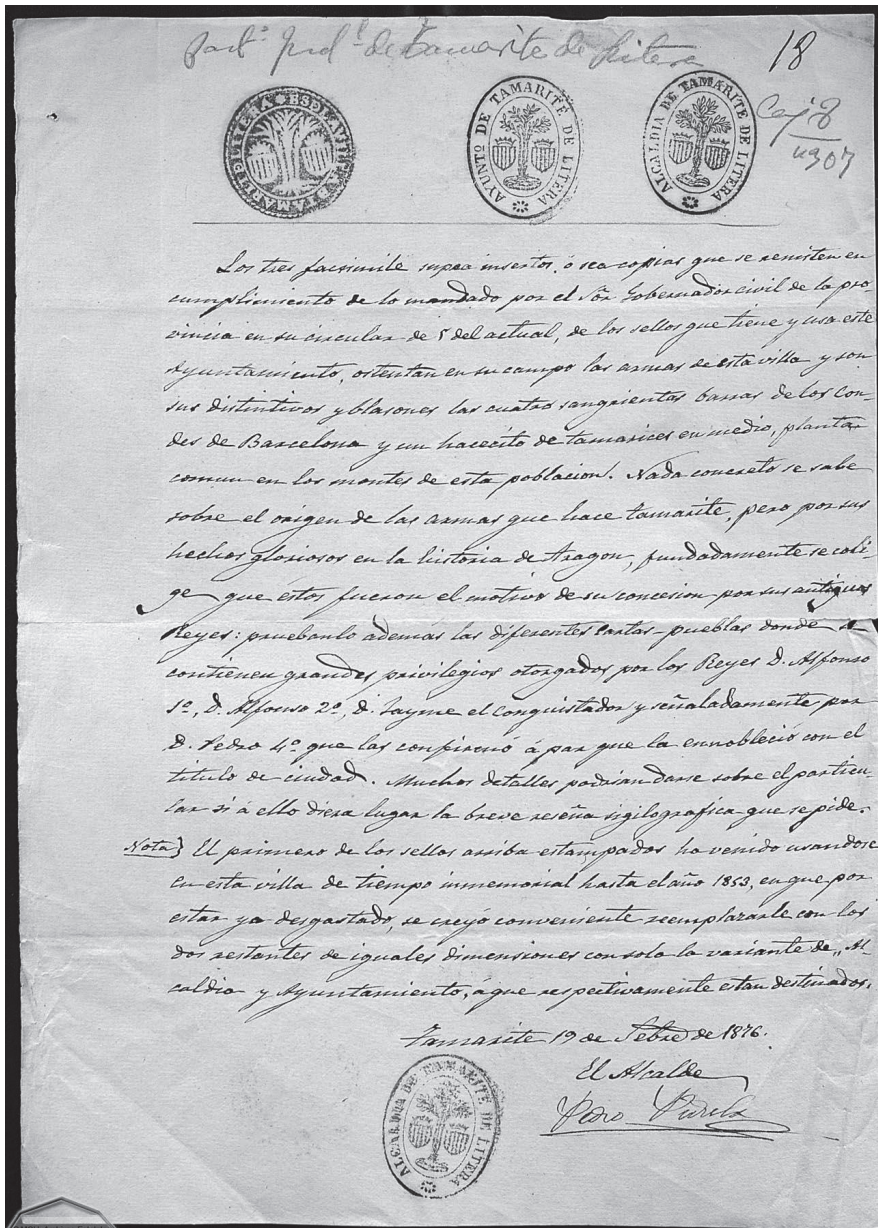 Part.º Jud.l de Tamarite de Litera
18
Caj. 8
AYUNTº DE TAMARITE DE LITERA
ALCALDIA DE TAMARITE DE LITERA
Los tres facsimile supra insertos, ó sea copias que se remiten en
cumplimiento de lo mandado por el Sõr Gobernador civil de la pro-
vincia en su circular de 5 del actual, de los sellos que tiene y usa este
Ayuntamiento, ostentan en su campo las armas de esta villa y son
sus distintivos y blasones las cuatro sangrientas barras de los Con-
des de Barcelona y un hacecito de tamarices en medio, planta
comun en los montes de esta poblacion. Nada concreto se sabe
sobre el origen de las armas que hace Tamarite, pero por sus
hechos gloriosos en la historia de Aragon, fundadamente se coli-
ge que estos fueron el motivo de su concesion por sus antiguos
Reyes: pruebanlo además las diferentes cartas-pueblas donde se
contienen grandes privilegios otorgados por los Reyes D. Alfonso
1º, D. Alfonso 2º, D. Jayme el Conquistador y señaladamente por
D. Pedro 4º que las confirmó á par que la ennobleció con el
titulo de ciudad. Muchos detalles podrian darse sobre el particu-
lar si á ello diera lugar la breve reseña sigilografica que se pide.
Nota} El primero de los sellos arriba estampados ha venido usandose
en esta villa de tiempo inmemorial hasta el año 1853, en que por
estar ya desgastado, se creyó conveniente reemplazarle con los
dos restantes de iguales dimensiones con solo la variante de „Al-
caldia y Ayuntamiento, á que respectivamente estan destinados.
Tamarite 19 de Setbre de 1876.
El Alcalde
Pedro
ALCALDIA DE TAMARITE DE LITERA